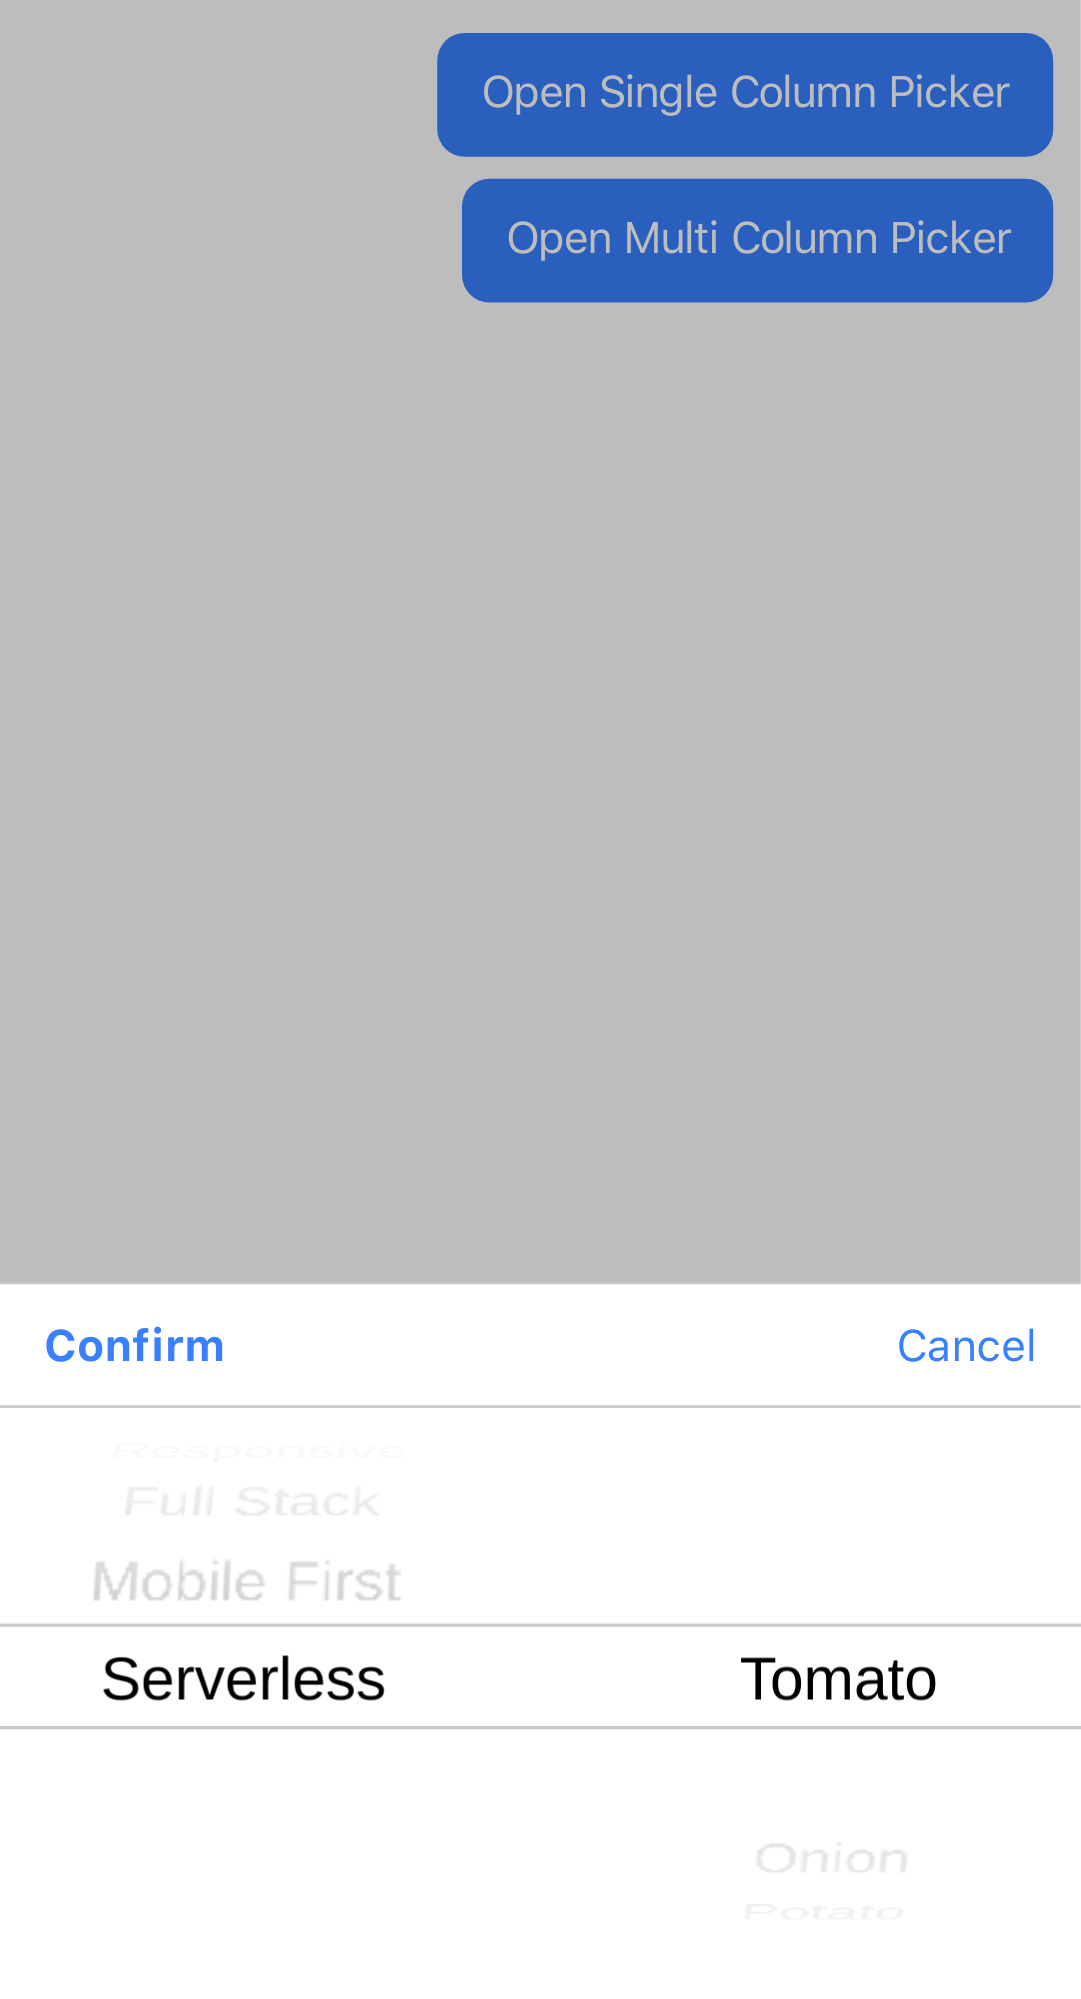 Open Single Column Picker
Open Multi Column Picker
Confirm Cancel
Responsive
Full Stack
Mobile First
Serverless Tomato
Onion
Potato